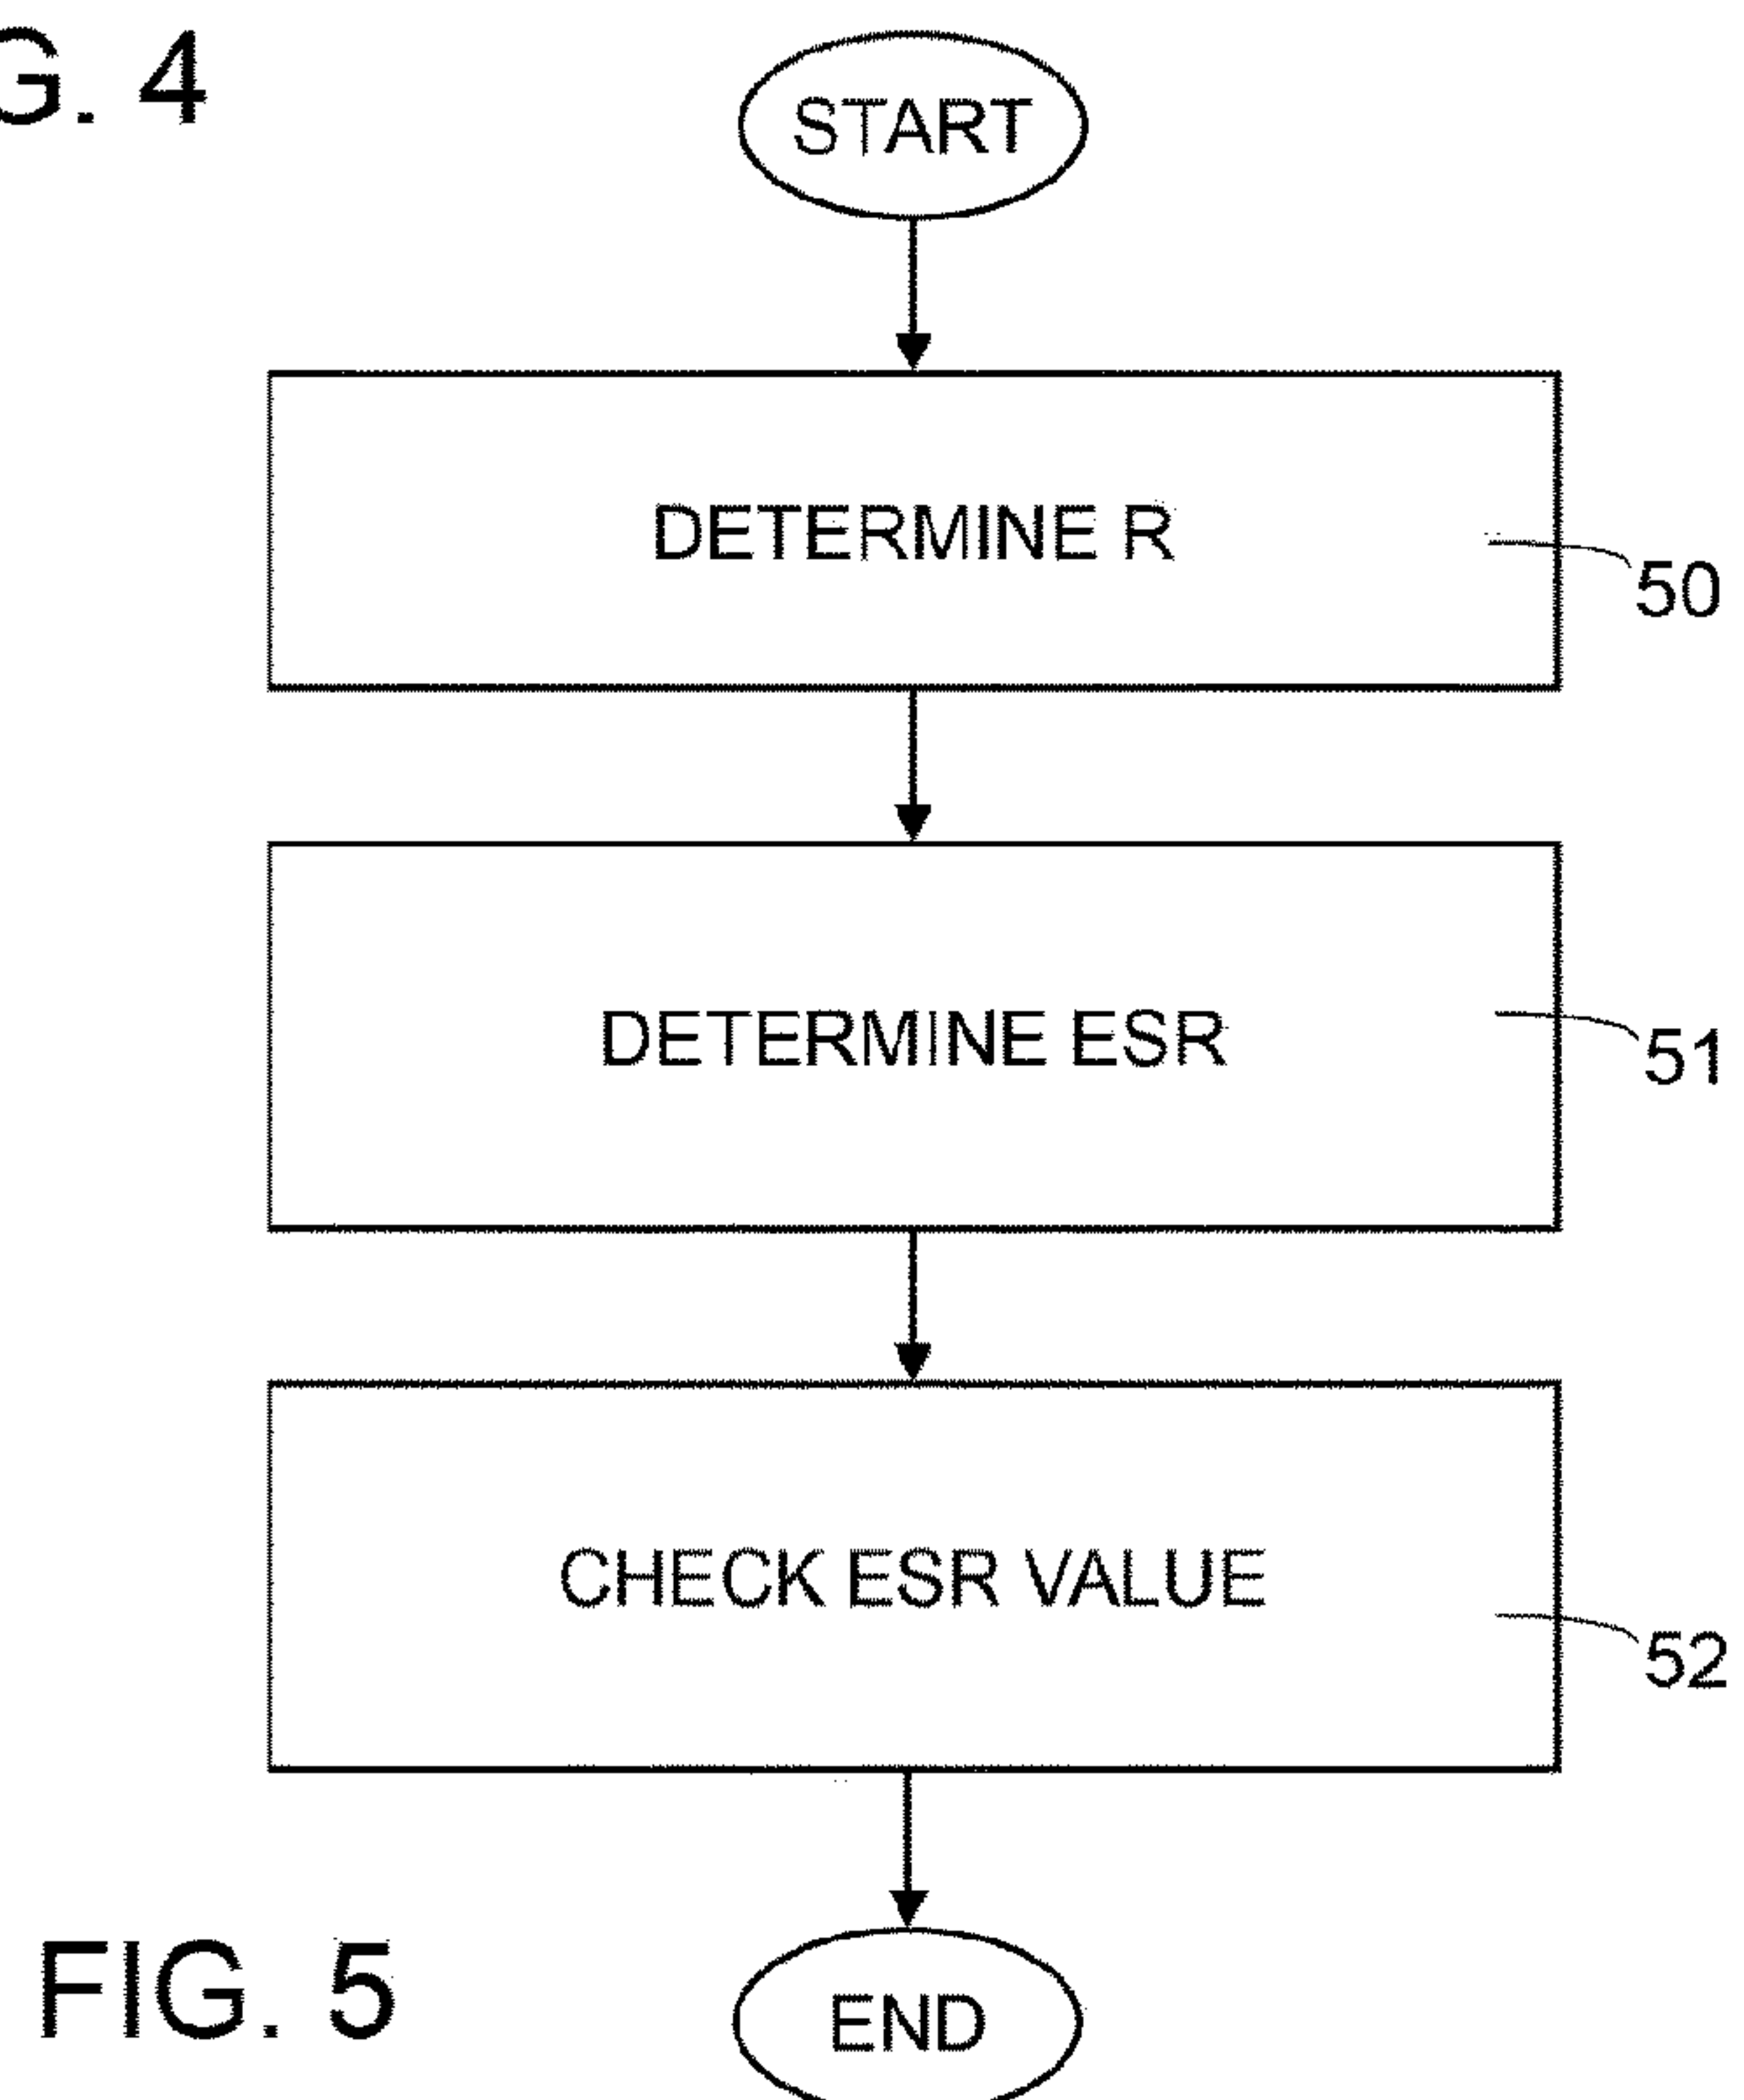 G. 4
START
DETERMINE R
50
DETERMINE ESR
51
CHECK ESR VALUE
52
FIG. 5
END